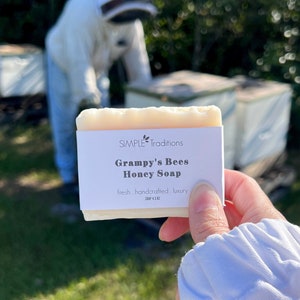 SIMPLE Traditions
Grampy's Bees
Honey Soap
fresh . handcrafted . luxury